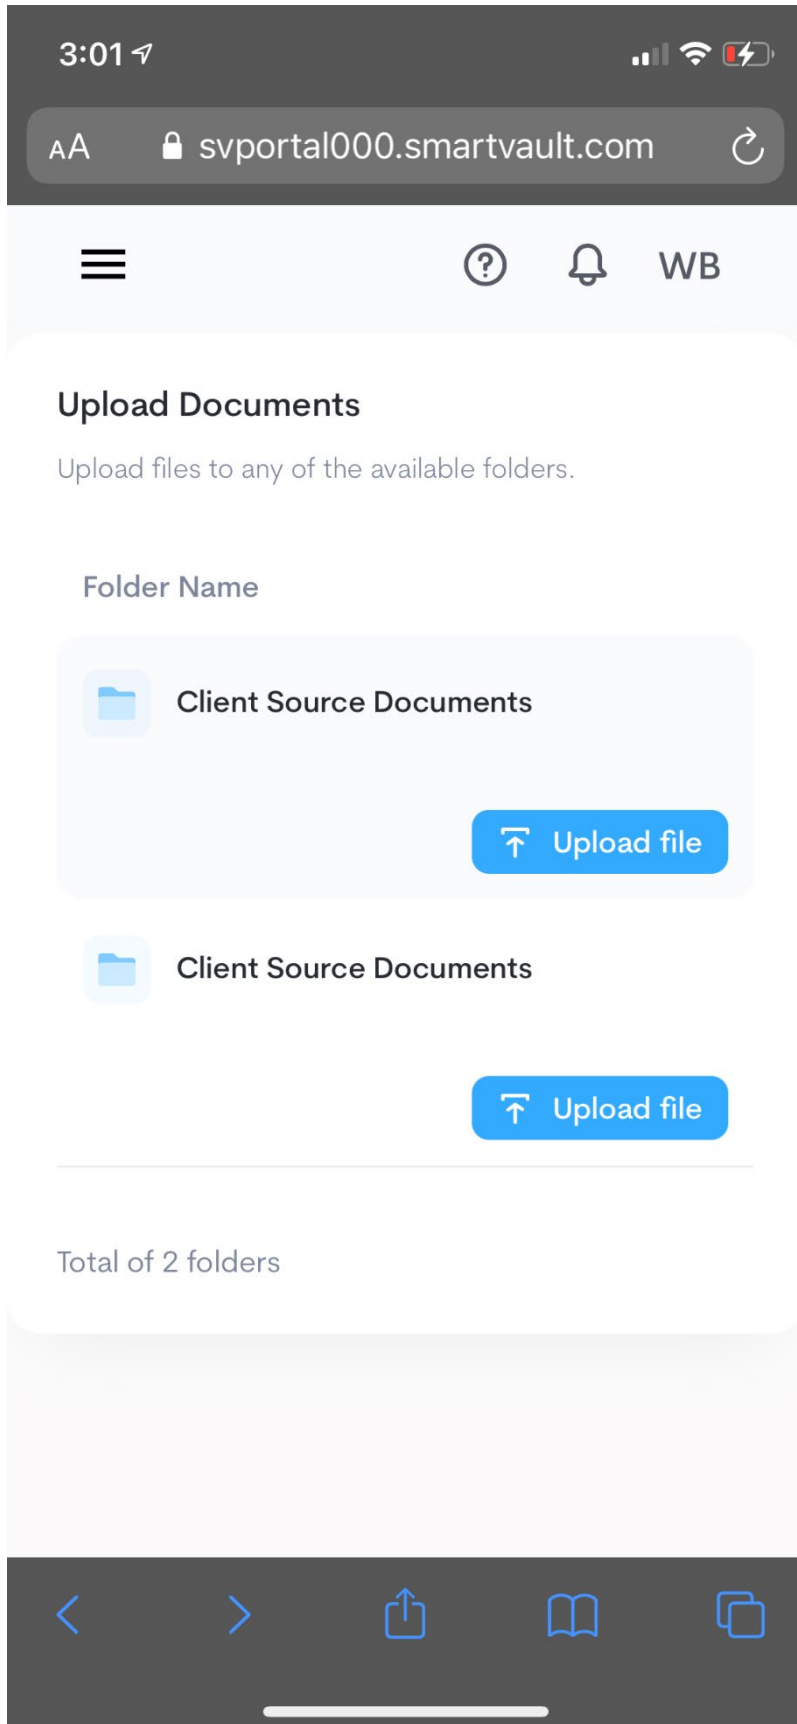 3:01
AA svportal000.smartvault.com
WB
Upload Documents
Upload files to any of the available folders.
Folder Name
Client Source Documents
Upload file
Client Source Documents
Upload file
Total of 2 folders